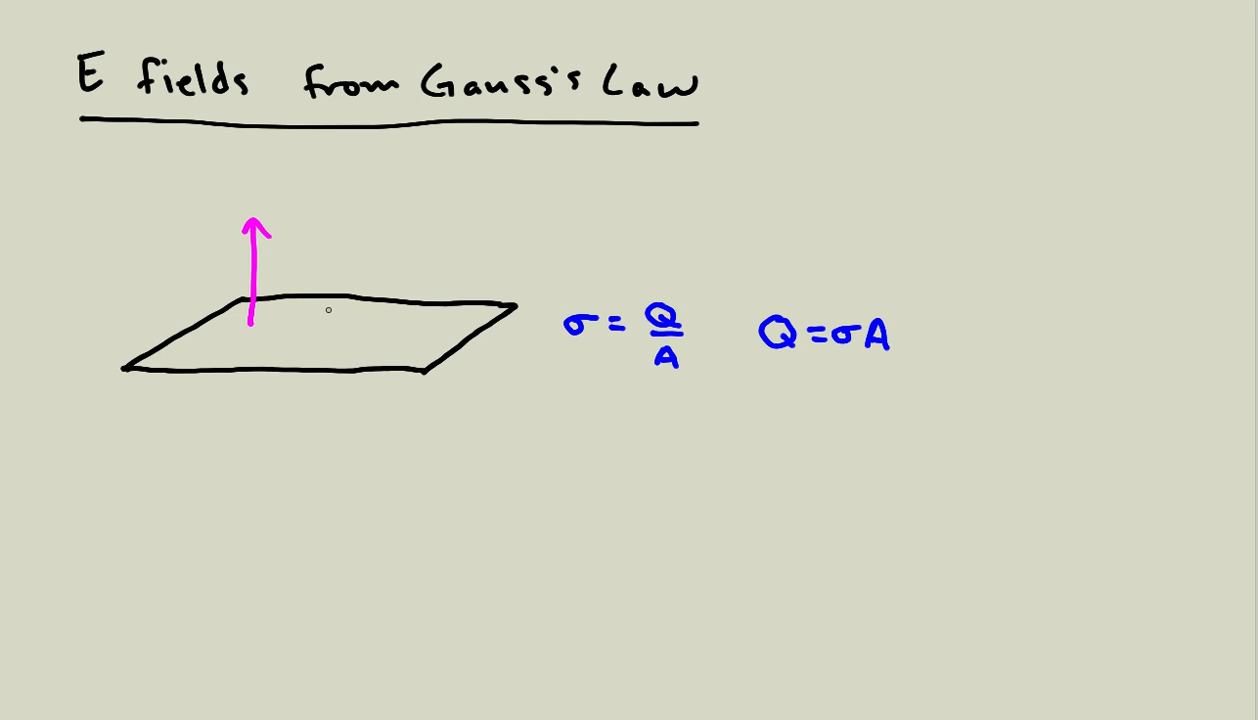 E fields from Gauss's Law
σ = Q/A Q = σA